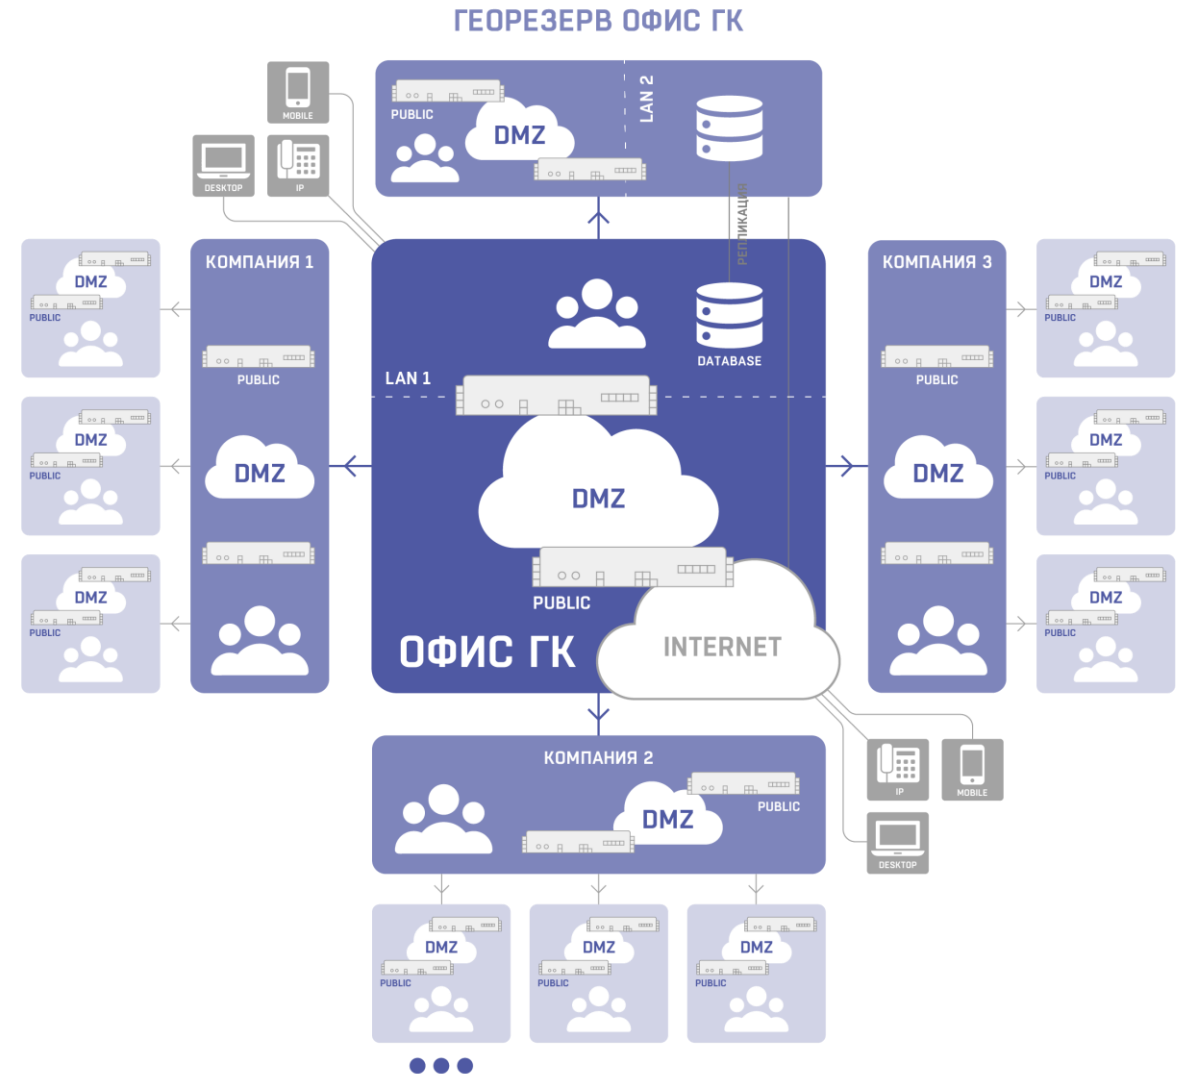 ГЕОРЕЗЕРВ ОФИС ГК
MOBILE
DESKTOP
IP
PUBLIC
DMZ
LAN 2
РЕПЛИКАЦИЯ
КОМПАНИЯ 1
PUBLIC
DMZ
DMZ
PUBLIC
DMZ
PUBLIC
DMZ
PUBLIC
DATABASE
LAN 1
DMZ
PUBLIC
ОФИС ГК
INTERNET
КОМПАНИЯ 3
PUBLIC
DMZ
DMZ
PUBLIC
DMZ
PUBLIC
DMZ
PUBLIC
IP
MOBILE
DESKTOP
КОМПАНИЯ 2
DMZ
PUBLIC
DMZ
PUBLIC
DMZ
PUBLIC
DMZ
PUBLIC